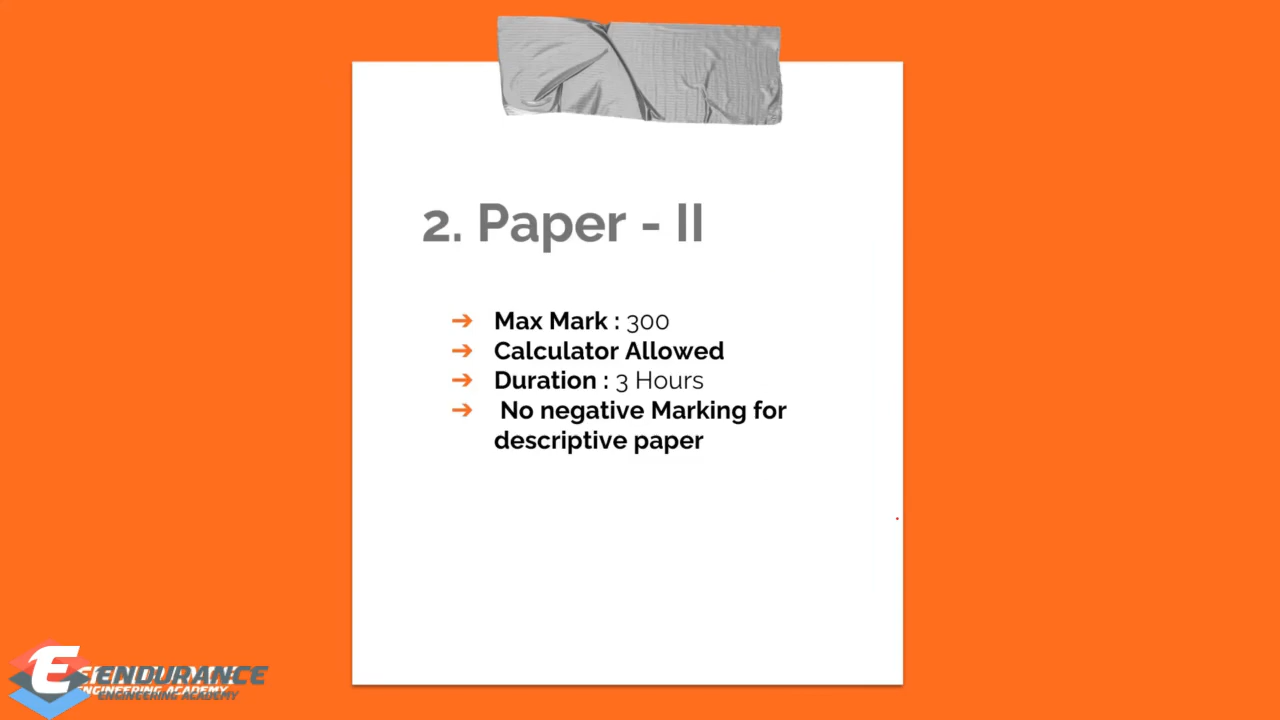 2. Paper - II
➔ Max Mark : 300
➔ Calculator Allowed
➔ Duration : 3 Hours
➔ No negative Marking for
descriptive paper
ENDURANCE
ENGINEERING ACADEMY